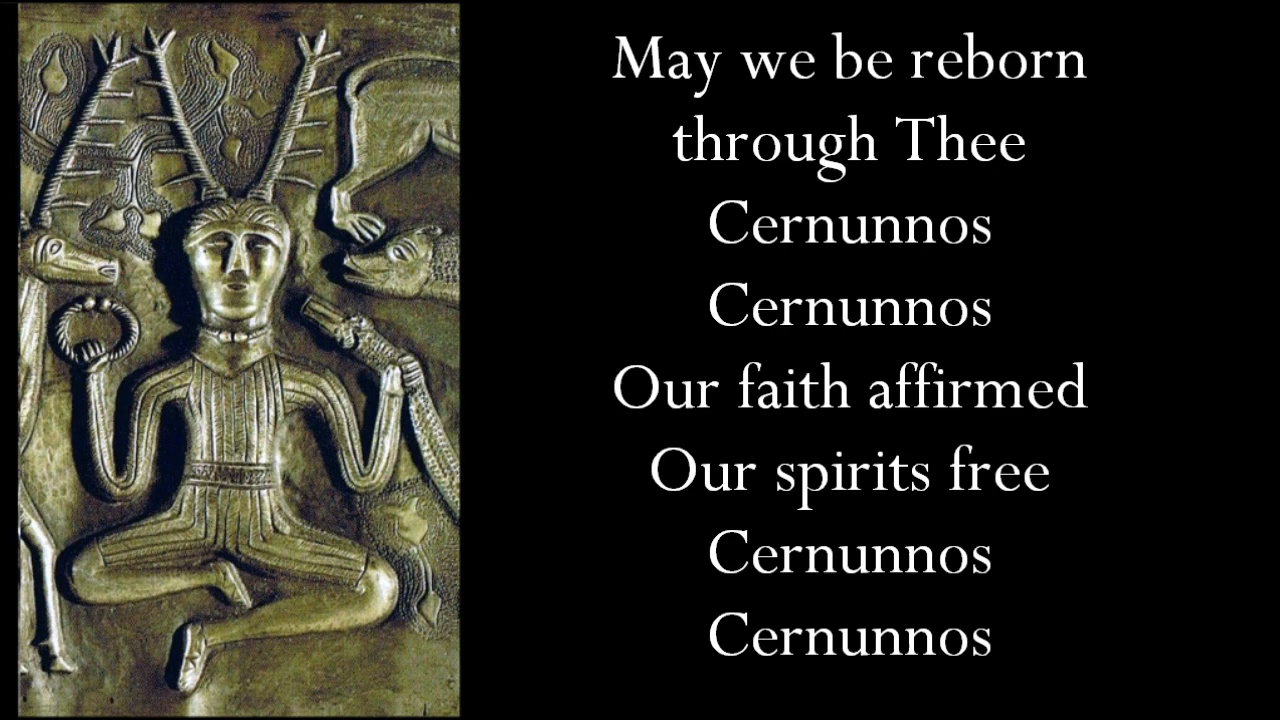 May we be reborn
through Thee
Cernunnos
Cernunnos
Our faith affirmed
Our spirits free
Cernunnos
Cernunnos